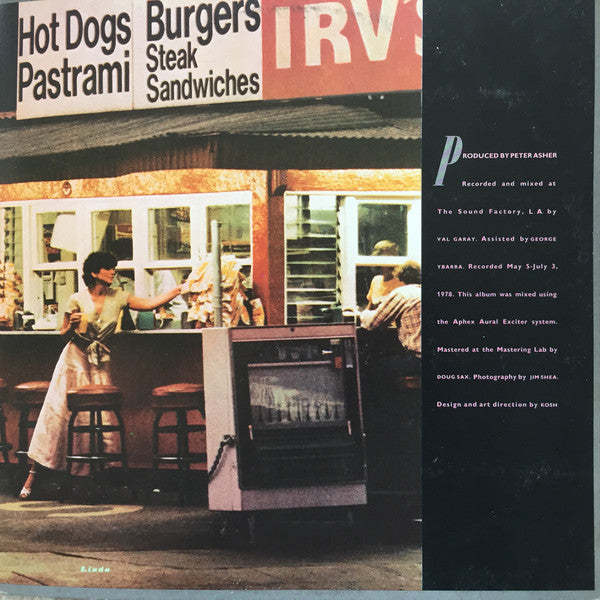 Hot Dogs
Pastrami
Burgers
Steak
Sandwiches
IRV'S
PRODUCED BY PETER ASHER
Recorded and mixed at
The Sound Factory, L.A. by
VAL GARAY. Assisted by GEORGE
YBARRA. Recorded May 5-July 3,
1978. This album was mixed using
the Aphex Aural Exciter system.
Mastered at the Mastering Lab by
DOUG SAX. Photography by JIM SHEA.
Design and art direction by KOSH
Linda